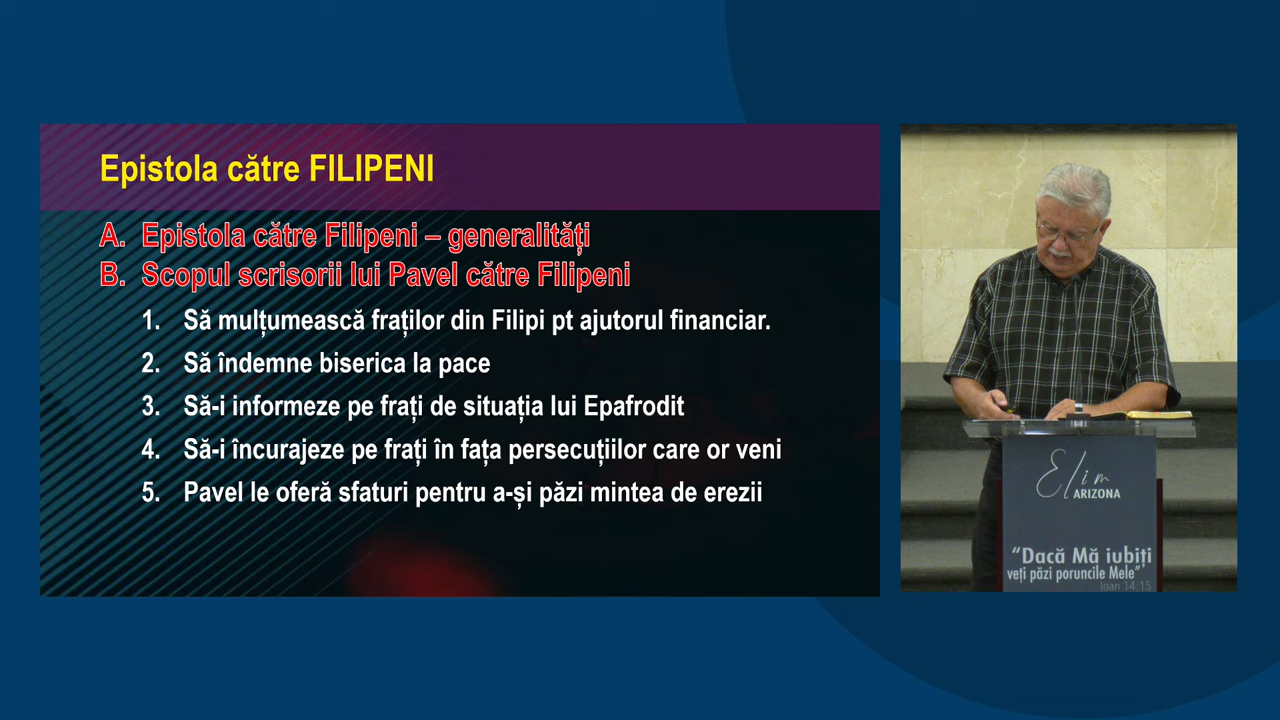 Epistola către FILIPENI
A. Epistola către Filipeni – generalități
B. Scopul scrisorii lui Pavel către Filipeni
1. Să mulțumească fraților din Filipi pt ajutorul financiar.
2. Să îndemne biserica la pace
3. Să-i informeze pe frați de situația lui Epafrodit
4. Să-i încurajeze pe frați în fața persecuțiilor care or veni
5. Pavel le oferă sfaturi pentru a-și păzi mintea de erezii
Elim
ARIZONA
“Dacă Mă iubiți
veți păzi poruncile Mele”
Ioan 14:15